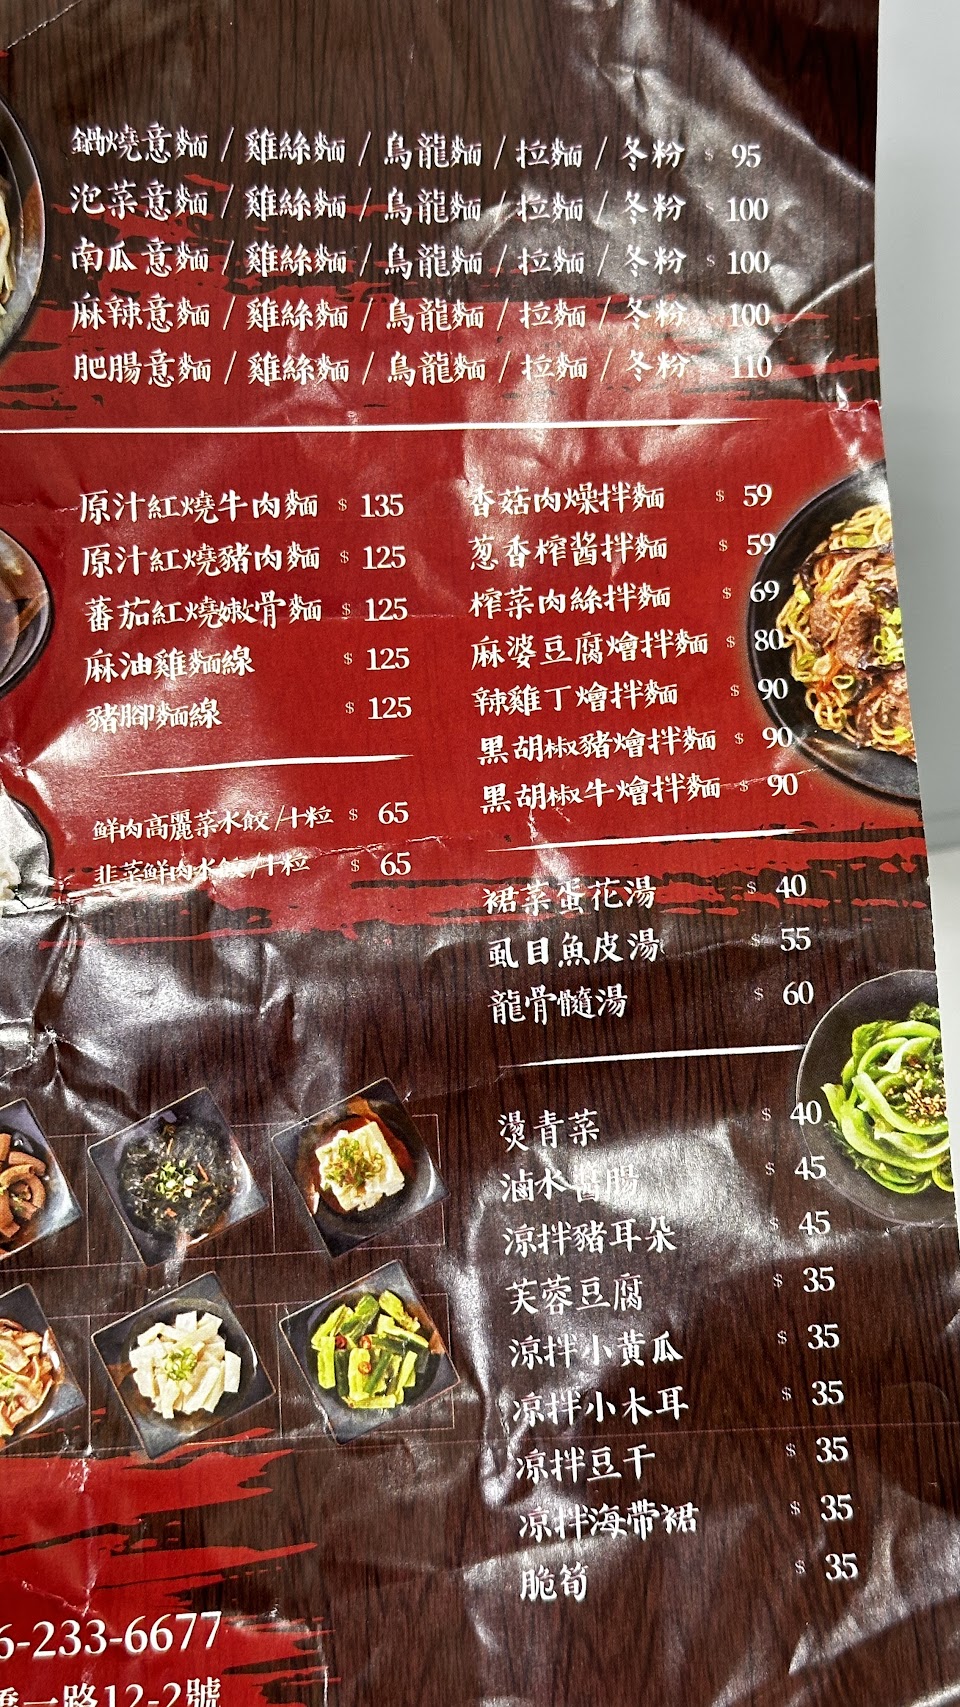 鍋燒意麵 / 雞絲麵 / 烏龍麵 / 拉麵 / 冬粉 $ 95
泡菜意麵 / 雞絲麵 / 烏龍麵 / 拉麵 / 冬粉 $ 100
南瓜意麵 / 雞絲麵 / 烏龍麵 / 拉麵 / 冬粉 $ 100
麻辣意麵 / 雞絲麵 / 烏龍麵 / 拉麵 / 冬粉 100
肥腸意麵 / 雞絲麵 / 烏龍麵 / 拉麵 / 冬粉 110
原汁紅燒牛肉麵 $ 135
原汁紅燒豬肉麵 $ 125
蕃茄紅燒嫩骨麵 $ 125
麻油雞麵線 $ 125
豬腳麵線 $ 125
鮮肉高麗菜水餃/十粒 $ 65
韭菜鮮肉水餃/十粒 $ 65
香菇肉燥拌麵 $ 59
蔥香榨醬拌麵 $ 59
榨菜肉絲拌麵 $ 69
麻婆豆腐燴拌麵 $ 80
辣雞丁燴拌麵 $ 90
黑胡椒豬燴拌麵 $ 90
黑胡椒牛燴拌麵 $ 90
裙菜蛋花湯 $ 40
虱目魚皮湯 $ 55
龍骨髓湯 $ 60
燙青菜 $ 40
滷水醬腸 $ 45
涼拌豬耳朵 $ 45
芙蓉豆腐 $ 35
涼拌小黃瓜 $ 35
涼拌小木耳 $ 35
涼拌豆干 $ 35
涼拌海帶裙 $ 35
脆筍 $ 35
6-233-6677
一路12-2號